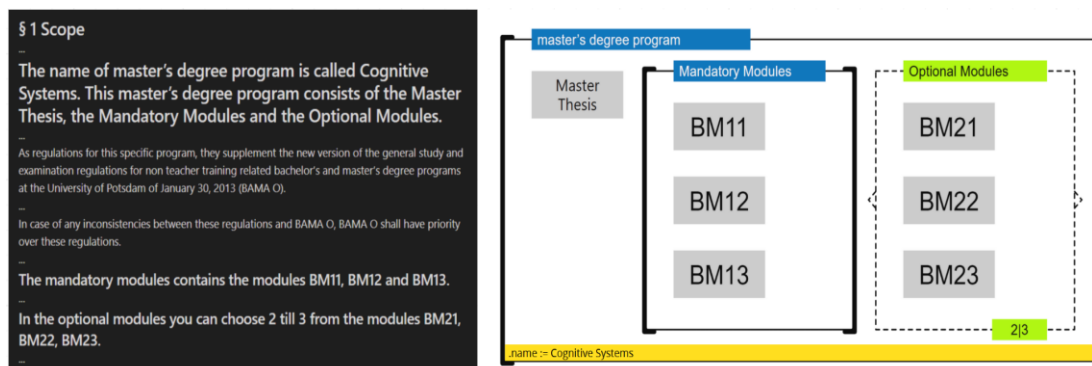 § 1 Scope
–
The name of master's degree program is called Cognitive
Systems. This master's degree program consists of the Master
Thesis, the Mandatory Modules and the Optional Modules.
–
As regulations for this specific program, they supplement the new version of the general study and
examination regulations for non teacher training related bachelor's and master's degree programs
at the University of Potsdam of January 30, 2013 (BAMA O).
–
In case of any inconsistencies between these regulations and BAMA O, BAMA O shall have priority
over these regulations.
–
The mandatory modules contains the modules BM11, BM12 and BM13.
–
In the optional modules you can choose 2 till 3 from the modules BM21,
BM22, BM23.
–
master's degree program
Master
Thesis
Mandatory Modules
BM11
BM12
BM13
Optional Modules
BM21
BM22
BM23
2|3
.name := Cognitive Systems